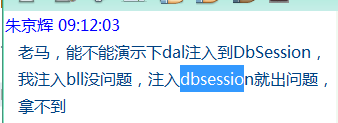 朱京辉 09:12:03
老马，能不能演示下dal注入到DbSession，
我注入bll没问题，注入dbsession就出问题，
拿不到